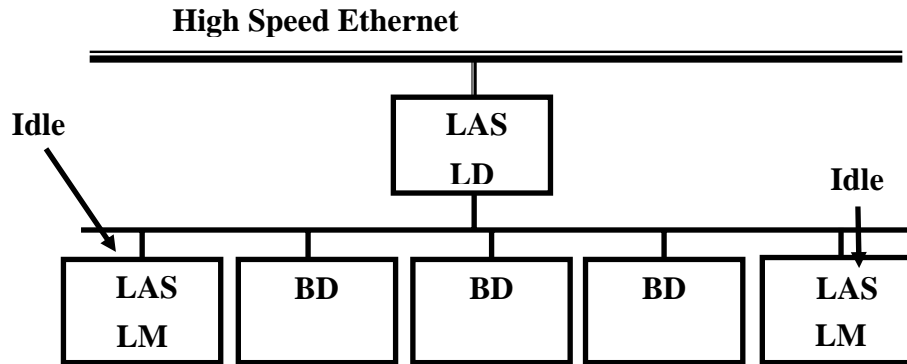 High Speed Ethernet
Idle
LAS
LD
Idle
LAS
LM
BD
BD
BD
LAS
LM